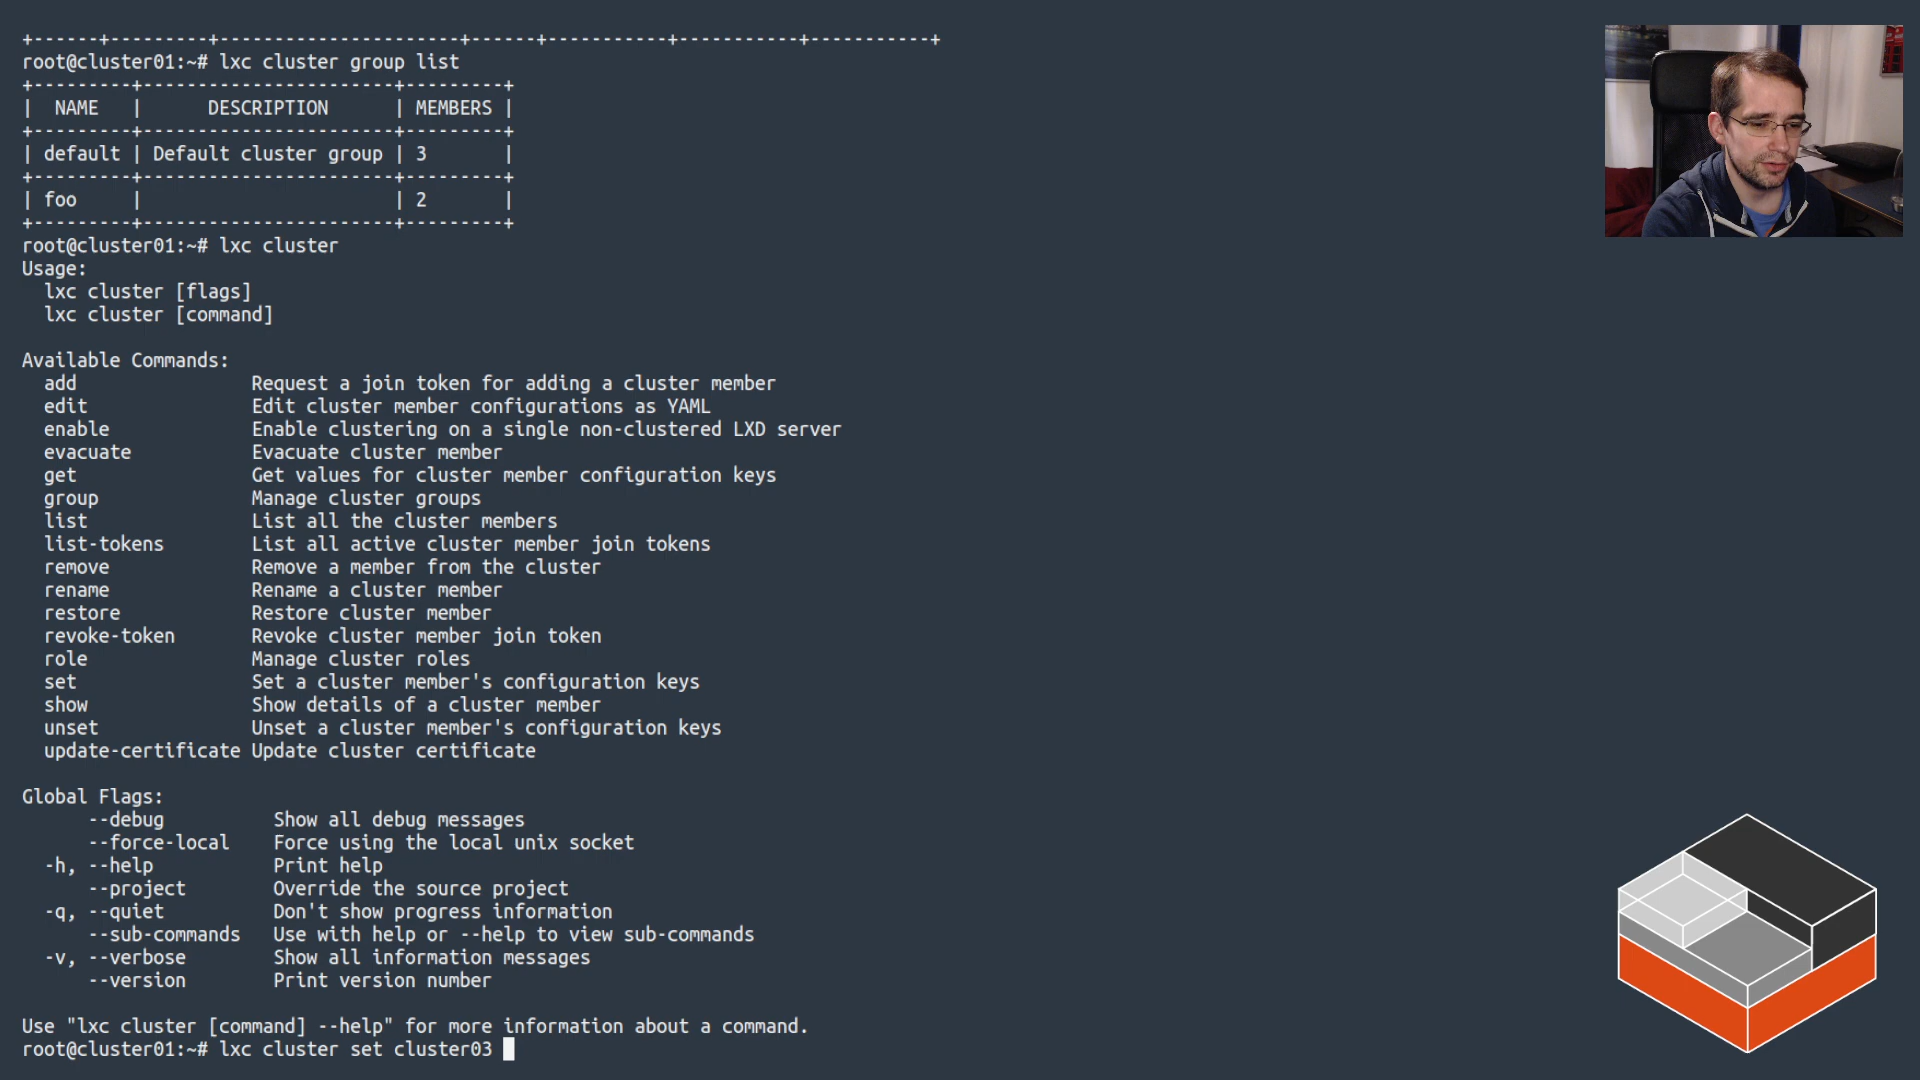 +------+---------+----------------------+------+-----------+-----------+-----------+
root@cluster01:~# lxc cluster group list
+---------+-----------------------+---------+
|  NAME   |      DESCRIPTION      | MEMBERS |
+---------+-----------------------+---------+
| default | Default cluster group | 3       |
+---------+-----------------------+---------+
| foo     |                       | 2       |
+---------+-----------------------+---------+
root@cluster01:~# lxc cluster
Usage:
  lxc cluster [flags]
  lxc cluster [command]

Available Commands:
  add                Request a join token for adding a cluster member
  edit               Edit cluster member configurations as YAML
  enable             Enable clustering on a single non-clustered LXD server
  evacuate           Evacuate cluster member
  get                Get values for cluster member configuration keys
  group              Manage cluster groups
  list               List all the cluster members
  list-tokens        List all active cluster member join tokens
  remove             Remove a member from the cluster
  rename             Rename a cluster member
  restore            Restore cluster member
  revoke-token       Revoke cluster member join token
  role               Manage cluster roles
  set                Set a cluster member's configuration keys
  show               Show details of a cluster member
  unset              Unset a cluster member's configuration keys
  update-certificate Update cluster certificate

Global Flags:
      --debug          Show all debug messages
      --force-local    Force using the local unix socket
  -h, --help           Print help
      --project        Override the source project
  -q, --quiet          Don't show progress information
      --sub-commands   Use with help or --help to view sub-commands
  -v, --verbose        Show all information messages
      --version        Print version number

Use "lxc cluster [command] --help" for more information about a command.
root@cluster01:~# lxc cluster set cluster03